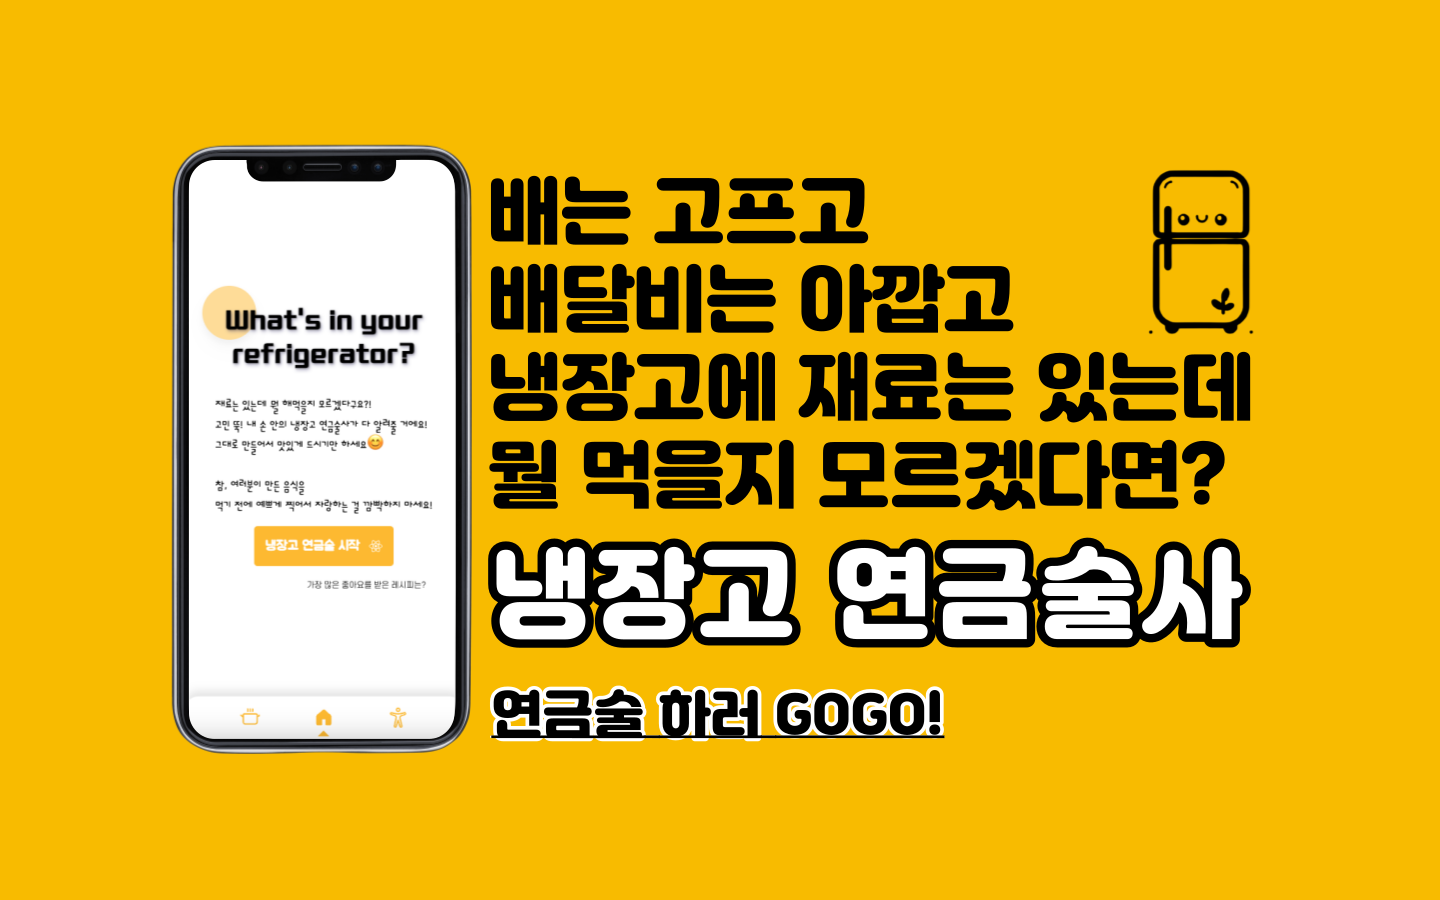 What's in your
refrigerator?
재료는 있는데 뭘 해먹을지 모르겠다구요?!
고민 뚝! 내 손 안의 냉장고 연금술사가 다 알려줄 거에요!
그대로 만들어서 맛있게 드시기만 하세요😊
참, 여러분이 만든 음식을
먹기 전에 예쁘게 찍어서 자랑하는 걸 깜빡하지 마세요!
냉장고 연금술 시작
가장 많은 좋아요를 받은 레시피는?
배는 고프고
배달비는 아깝고
냉장고에 재료는 있는데
뭘 먹을지 모르겠다면?
냉장고 연금술사
연금술 하러 GOGO!